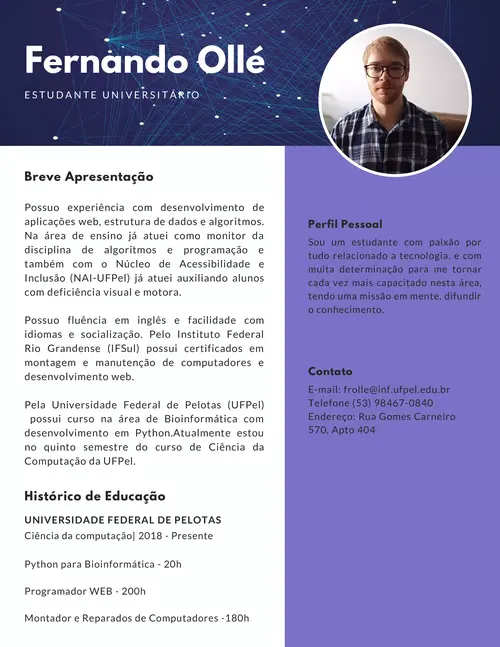 Fernando Ollé
ESTUDANTE UNIVERSITÁRIO
Breve Apresentação
Possuo experiência com desenvolvimento de
aplicações web, estrutura de dados e algoritmos.
Na área de ensino já atuei como monitor da
disciplina de algoritmos e programação e
também com o Núcleo de Acessibilidade e
Inclusão (NAI-UFPel) já atuei auxiliando alunos
com deficiência visual e motora.
Possuo fluência em inglês e facilidade com
idiomas e socialização. Pelo Instituto Federal
Rio Grandense (IFSul) possui certificados em
montagem e manutenção de computadores e
desenvolvimento web.
Pela Universidade Federal de Pelotas (UFPel)
possui curso na área de Bioinformática com
desenvolvimento em Python.Atualmente estou
no quinto semestre do curso de Ciência da
Computação da UFPel.
Histórico de Educação
UNIVERSIDADE FEDERAL DE PELOTAS
Ciência da computação| 2018 - Presente
Python para Bioinformática - 20h
Programador WEB - 200h
Montador e Reparados de Computadores -180h
Perfil Pessoal
Sou um estudante com paixão por
tudo relacionado a tecnologia, e com
muita determinação para me tornar
cada vez mais capacitado nesta área,
tendo uma missão em mente, difundir
o conhecimento.
Contato
E-mail: frolle@inf.ufpel.edu.br
Telefone (53) 98467-0840
Endereço: Rua Gomes Carneiro
570, Apto 404